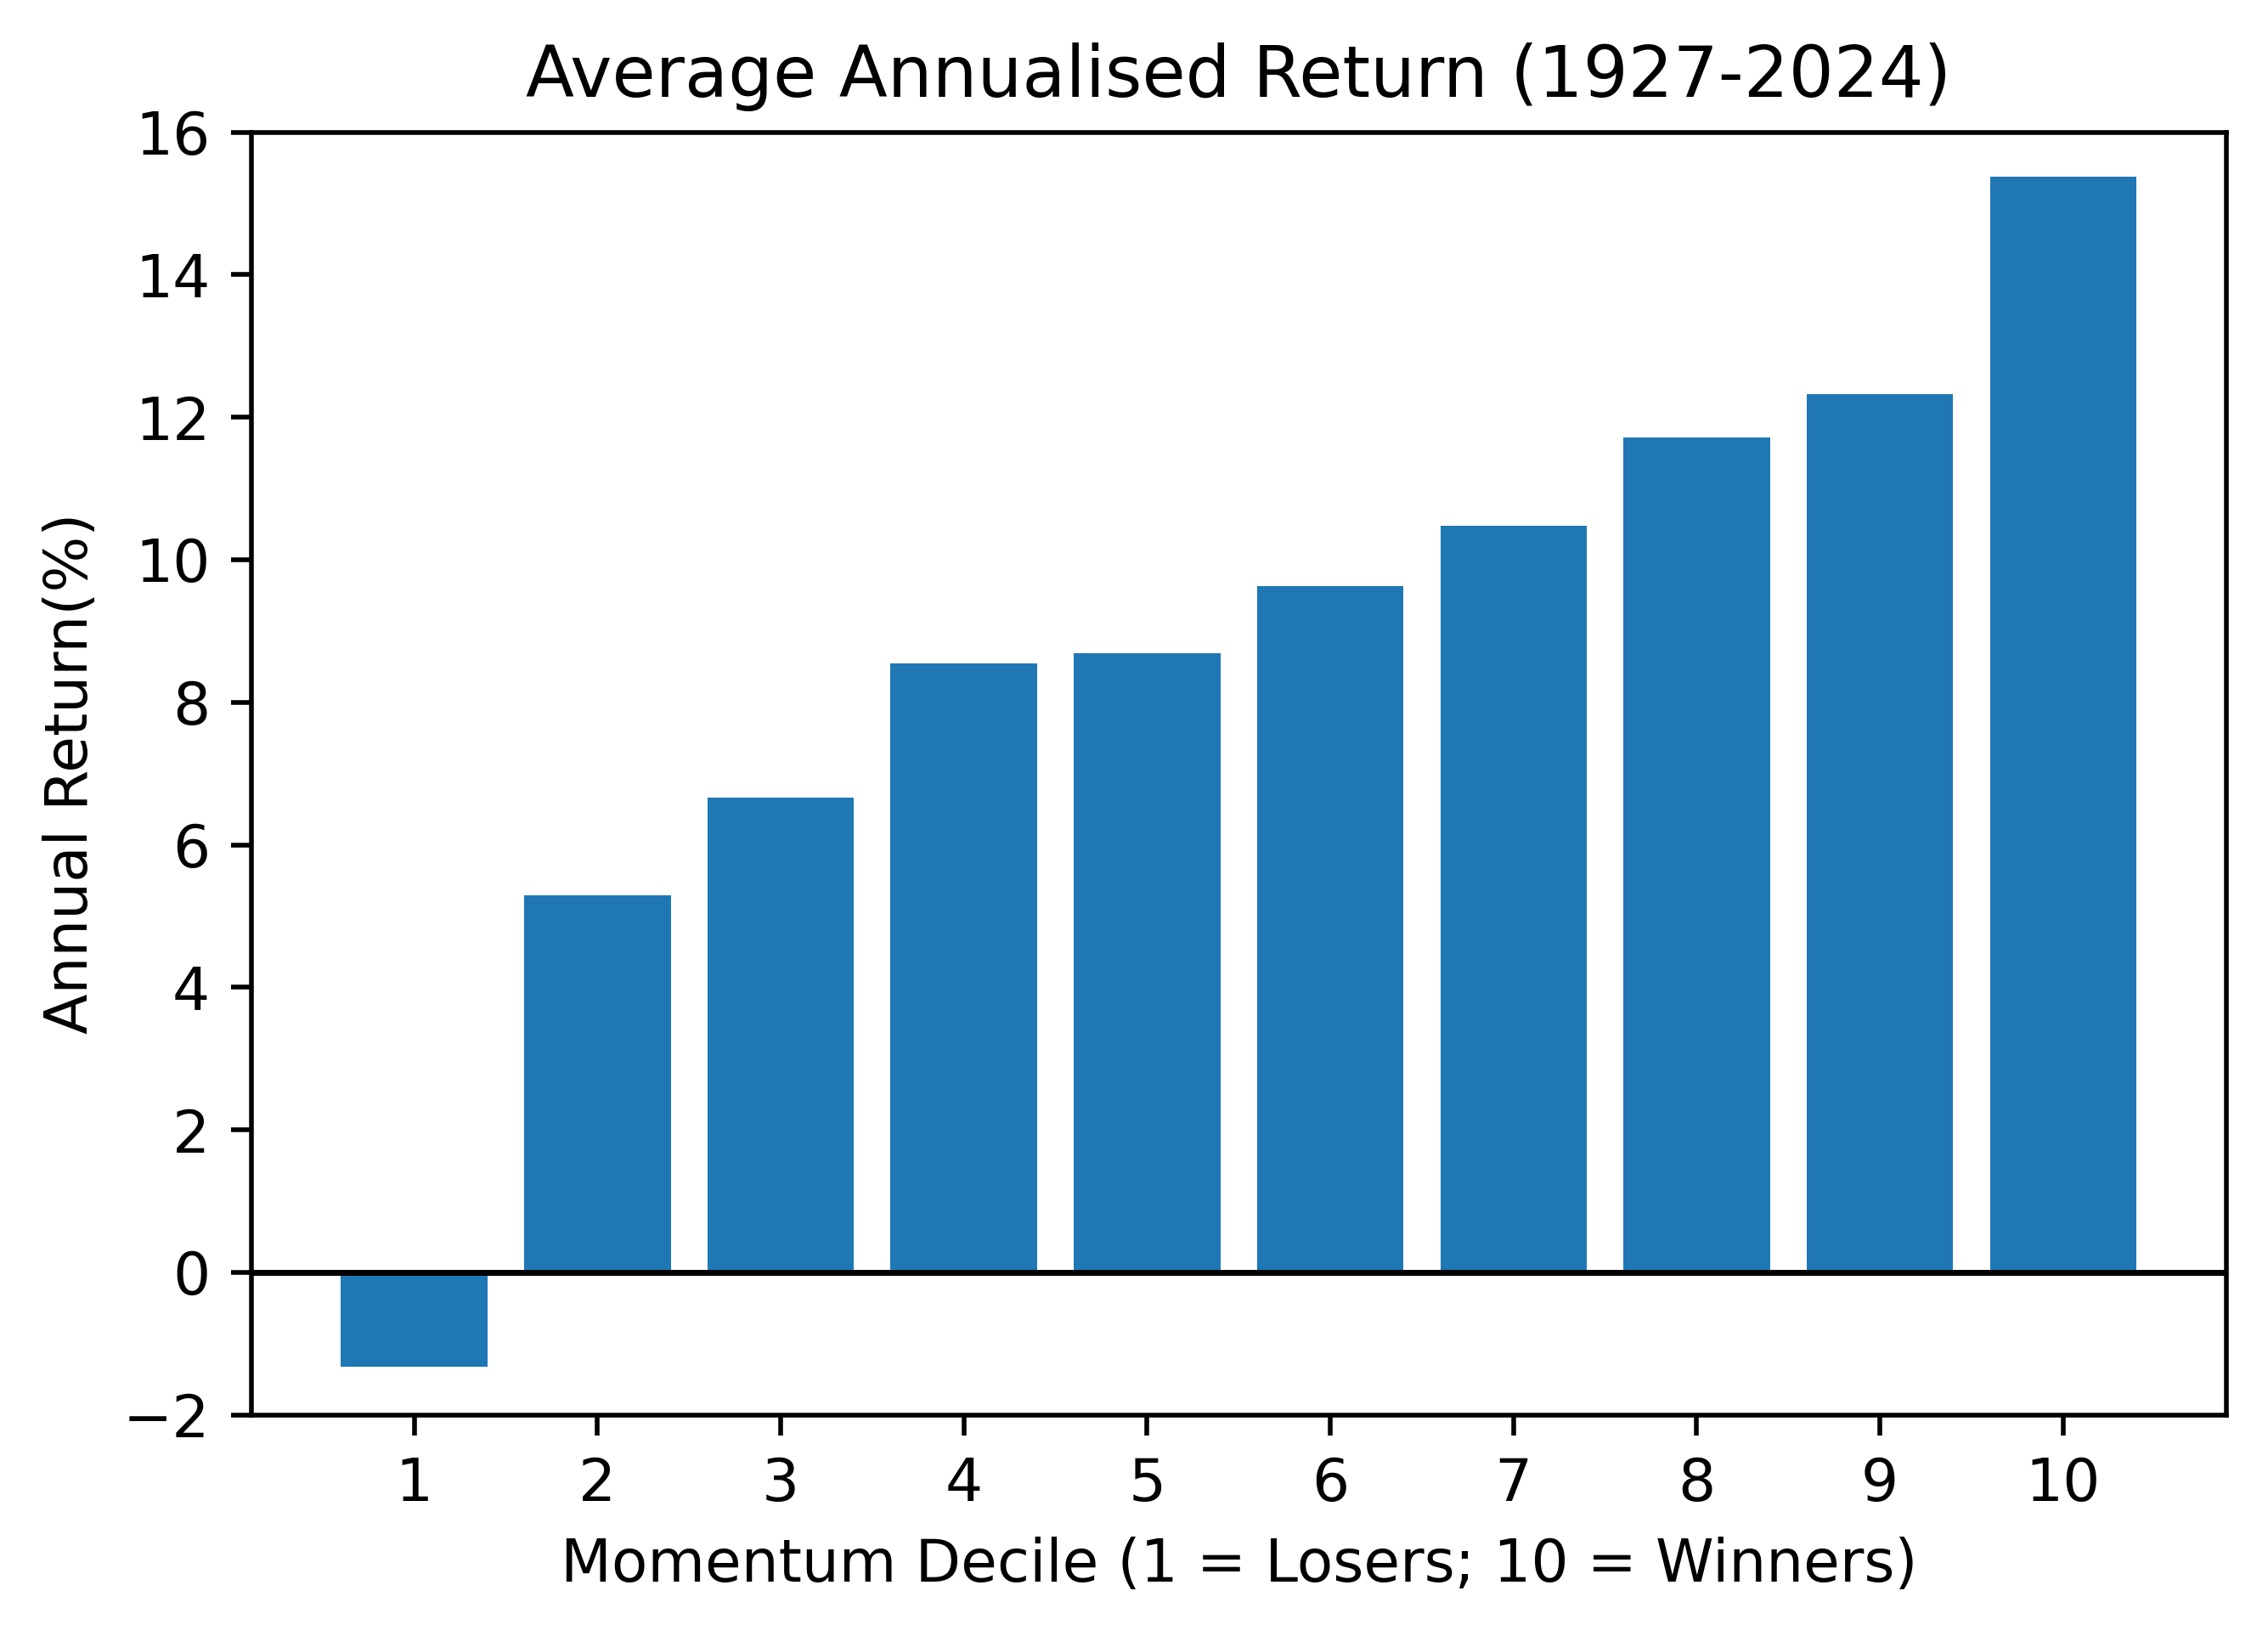 Average Annualised Return (1927-2024)
Annual Return(%)
16
14
12
10
8
6
4
2
0
−2
1 2 3 4 5 6 7 8 9 10
Momentum Decile (1 = Losers; 10 = Winners)